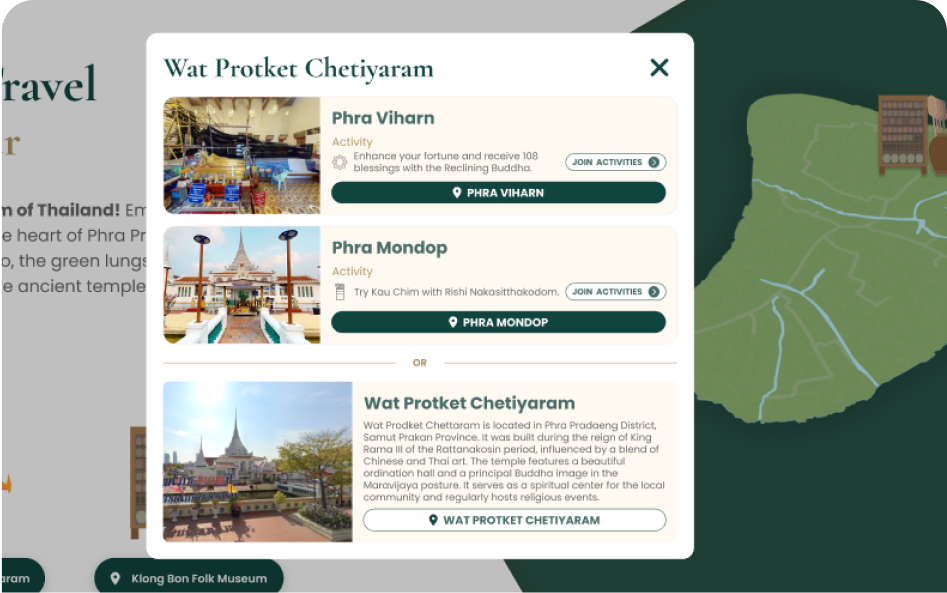 ravel
r
m of Thailand! Em
e heart of Phra Pr
o, the green lungs
e ancient temple
Wat Protket Chetiyaram
Phra Viharn
Activity
Enhance your fortune and receive 108
blessings with the Reclining Buddha.
JOIN ACTIVITIES
PHRA VIHARN
Phra Mondop
Activity
Try Kau Chim with Rishi Nakasitthakodom.
JOIN ACTIVITIES
PHRA MONDOP
OR
Wat Protket Chetiyaram
Wat Prodket Chettaram is located in Phra Pradaeng District,
Samut Prakan Province. It was built during the reign of King
Rama III of the Rattanakosin period, influenced by a blend of
Chinese and Thai art. The temple features a beautiful
ordination hall and a principal Buddha image in the
Maravijaya posture. It serves as a spiritual center for the local
community and regularly hosts religious events.
WAT PROTKET CHETIYARAM
aram
Klong Bon Folk Museum